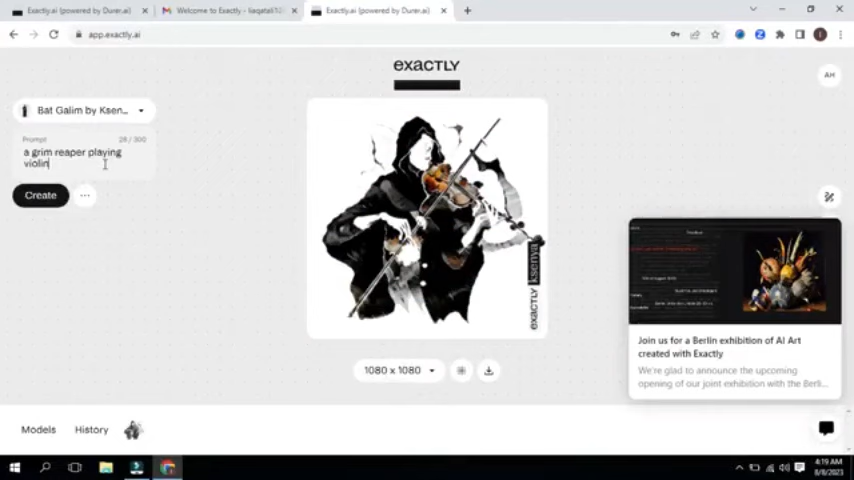 Exactly.ai (powered by Durer.ai)
Welcome to Exactly - liaqatali12
Exactly.ai (powered by Durer.ai)
app.exactly.ai
EXACTLY
AH
Bat Galim by Ksen...
Prompt
28 / 300
a grim reaper playing
violin
Create
EXACTLY ksenya
Join us for a Berlin exhibition of AI Art
created with Exactly
We're glad to announce the upcoming
opening of our joint exhibition with the Berli...
1080 x 1080
Models
History
4:19 AM
8/8/2023